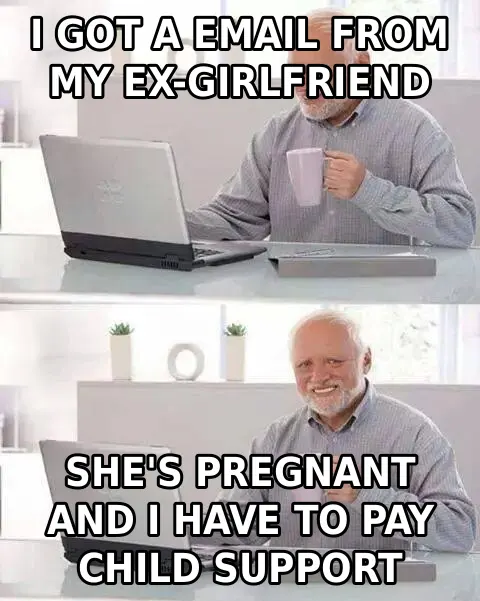 I GOT A EMAIL FROM
MY EX-GIRLFRIEND
SHE'S PREGNANT
AND I HAVE TO PAY
CHILD SUPPORT